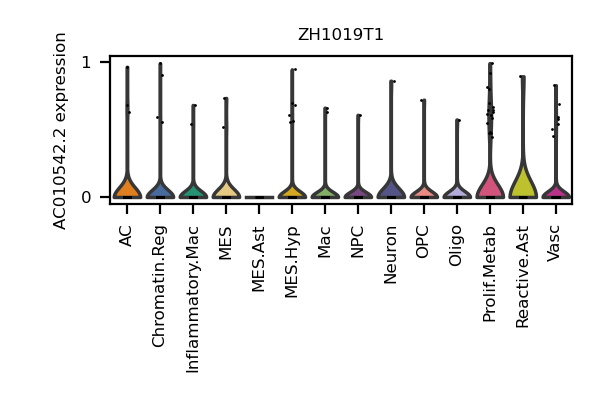 ZH1019T1
AC010542.2 expression
1
0
AC
Chromatin.Reg
Inflammatory.Mac
MES
MES.Ast
MES.Hyp
Mac
NPC
Neuron
OPC
Oligo
Prolif.Metab
Reactive.Ast
Vasc